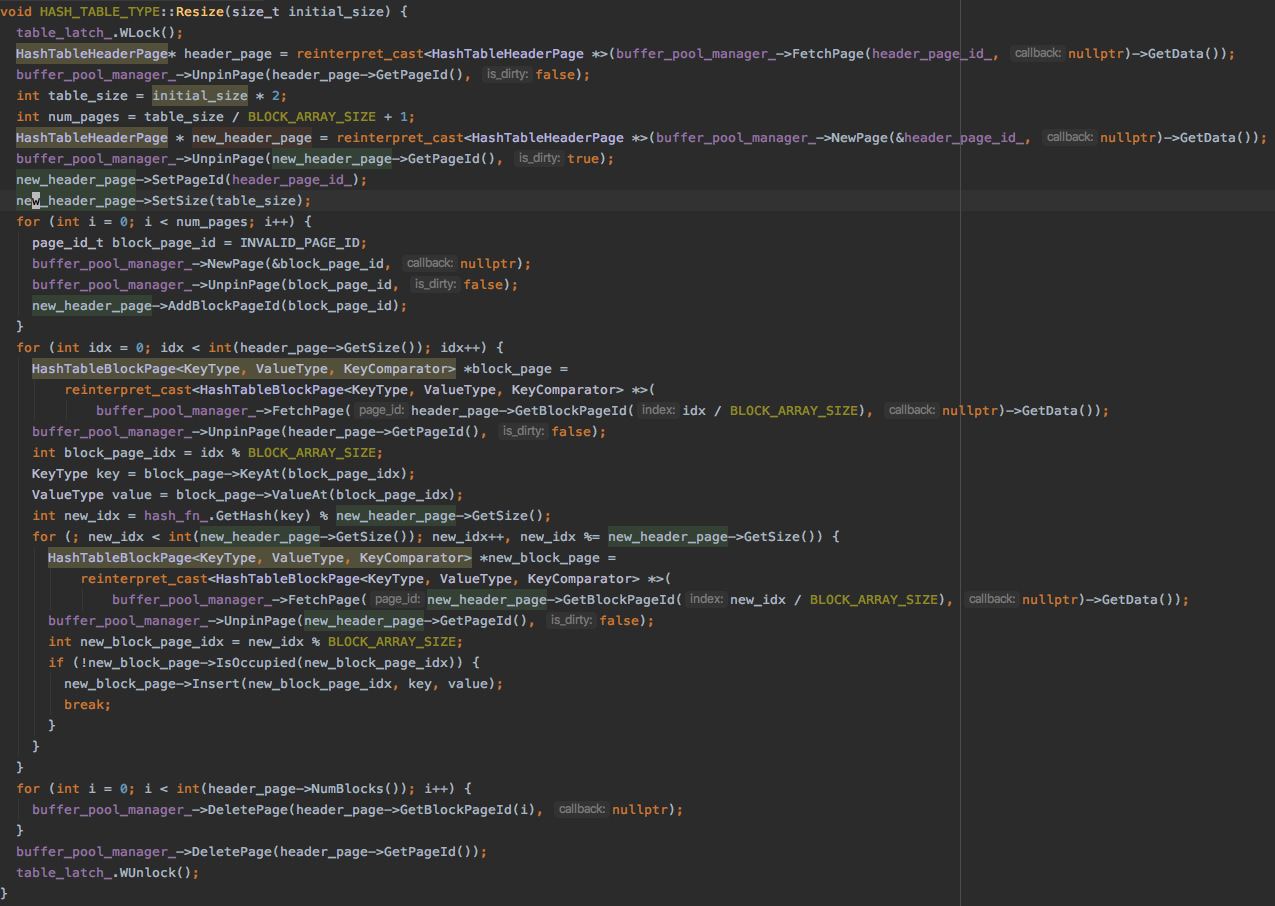 void HASH_TABLE_TYPE::Resize(size_t initial_size) {
  table_latch_.WLock();
  HashTableHeaderPage* header_page = reinterpret_cast<HashTableHeaderPage *>(buffer_pool_manager_->FetchPage(header_page_id_, callback: nullptr)->GetData());
  buffer_pool_manager_->UnpinPage(header_page->GetPageId(), is_dirty: false);
  int table_size = initial_size * 2;
  int num_pages = table_size / BLOCK_ARRAY_SIZE + 1;
  HashTableHeaderPage * new_header_page = reinterpret_cast<HashTableHeaderPage *>(buffer_pool_manager_->NewPage(&header_page_id_, callback: nullptr)->GetData());
  buffer_pool_manager_->UnpinPage(new_header_page->GetPageId(), is_dirty: true);
  new_header_page->SetPageId(header_page_id_);
  new_header_page->SetSize(table_size);
  for (int i = 0; i < num_pages; i++) {
    page_id_t block_page_id = INVALID_PAGE_ID;
    buffer_pool_manager_->NewPage(&block_page_id, callback: nullptr);
    buffer_pool_manager_->UnpinPage(block_page_id, is_dirty: false);
    new_header_page->AddBlockPageId(block_page_id);
  }
  for (int idx = 0; idx < int(header_page->GetSize()); idx++) {
    HashTableBlockPage<KeyType, ValueType, KeyComparator> *block_page =
        reinterpret_cast<HashTableBlockPage<KeyType, ValueType, KeyComparator> *>(
            buffer_pool_manager_->FetchPage( page_id: header_page->GetBlockPageId( index: idx / BLOCK_ARRAY_SIZE), callback: nullptr)->GetData());
    buffer_pool_manager_->UnpinPage(header_page->GetPageId(), is_dirty: false);
    int block_page_idx = idx % BLOCK_ARRAY_SIZE;
    KeyType key = block_page->KeyAt(block_page_idx);
    ValueType value = block_page->ValueAt(block_page_idx);
    int new_idx = hash_fn_.GetHash(key) % new_header_page->GetSize();
    for (; new_idx < int(new_header_page->GetSize()); new_idx++, new_idx %= new_header_page->GetSize()) {
      HashTableBlockPage<KeyType, ValueType, KeyComparator> *new_block_page =
          reinterpret_cast<HashTableBlockPage<KeyType, ValueType, KeyComparator> *>(
              buffer_pool_manager_->FetchPage( page_id: new_header_page->GetBlockPageId( index: new_idx / BLOCK_ARRAY_SIZE), callback: nullptr)->GetData());
      buffer_pool_manager_->UnpinPage(new_header_page->GetPageId(), is_dirty: false);
      int new_block_page_idx = new_idx % BLOCK_ARRAY_SIZE;
      if (!new_block_page->IsOccupied(new_block_page_idx)) {
        new_block_page->Insert(new_block_page_idx, key, value);
        break;
      }
    }
  }
  for (int i = 0; i < int(header_page->NumBlocks()); i++) {
    buffer_pool_manager_->DeletePage(header_page->GetBlockPageId(i), callback: nullptr);
  }
  buffer_pool_manager_->DeletePage(header_page->GetPageId());
  table_latch_.WUnlock();
}